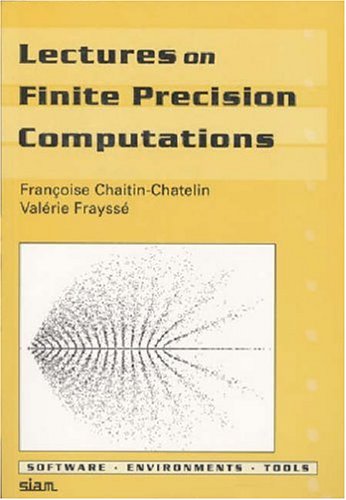 Lectures on
Finite Precision
Computations
Françoise Chaitin-Chatelin
Valérie Frayssé
SOFTWARE • ENVIRONMENTS • TOOLS
siam